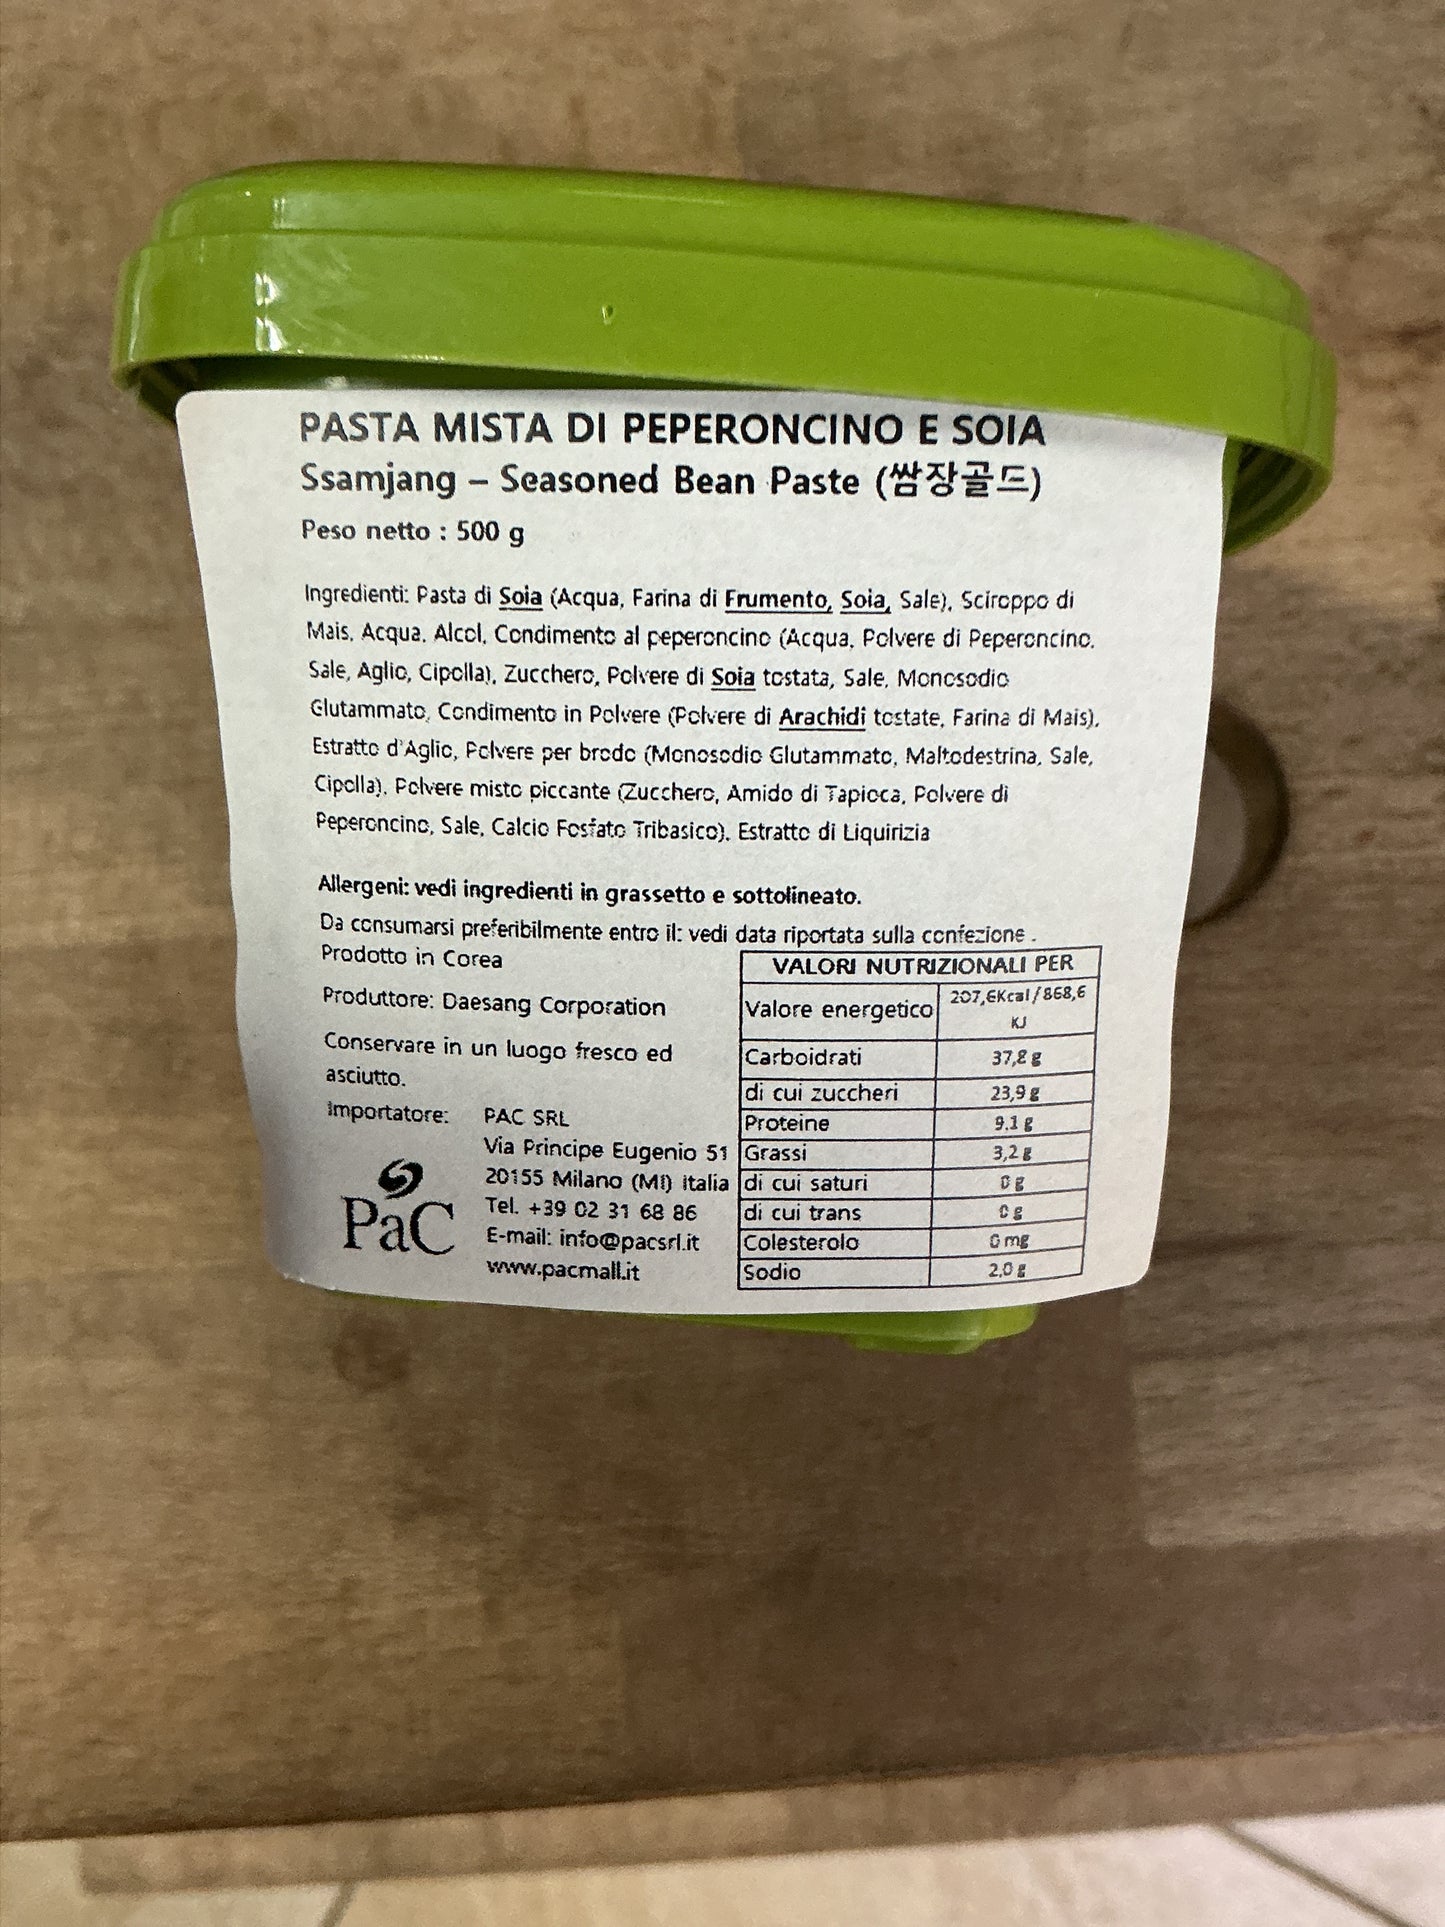 PASTA MISTA DI PEPERONCINO E SOIA
Ssamjang – Seasoned Bean Paste (쌈장골드)
Peso netto : 500 g
Ingredienti: Pasta di Soia (Acqua, Farina di Frumento, Soia, Sale), Sciroppo di
Mais, Acqua, Alcol, Condimento al peperoncino (Acqua, Polvere di Peperoncino,
Sale, Aglio, Cipolla), Zucchero, Polvere di Soia tostata, Sale, Monosodio
Glutammato, Condimento in Polvere (Polvere di Arachidi tostate, Farina di Mais),
Estratto d'Aglio, Polvere per brodo (Monosodio Glutammato, Maltodestrina, Sale,
Cipolla), Polvere misto piccante (Zucchero, Amido di Tapioca, Polvere di
Peperoncino, Sale, Calcio Fosfato Tribasico), Estratto di Liquirizia
Allergeni: vedi ingredienti in grassetto e sottolineato.
Da consumarsi preferibilmente entro il: vedi data riportata sulla confezione .
Prodotto in Corea
Produttore: Daesang Corporation
Conservare in un luogo fresco ed
asciutto.
Importatore: PAC SRL
Via Principe Eugenio 51
20155 Milano (MI) italia
Tel. +39 02 31 68 86
E-mail: info@pacsrl.it
www.pacmall.it
PaC
VALORI NUTRIZIONALI PER
Valore energetico 207,6Kcal/868,6
KJ
Carboidrati 37,8 g
di cui zuccheri 23,9 g
Proteine 9.1 g
Grassi 3,2 g
di cui saturi 0 g
di cui trans 0 g
Colesterolo 0 mg
Sodio 2,0 g